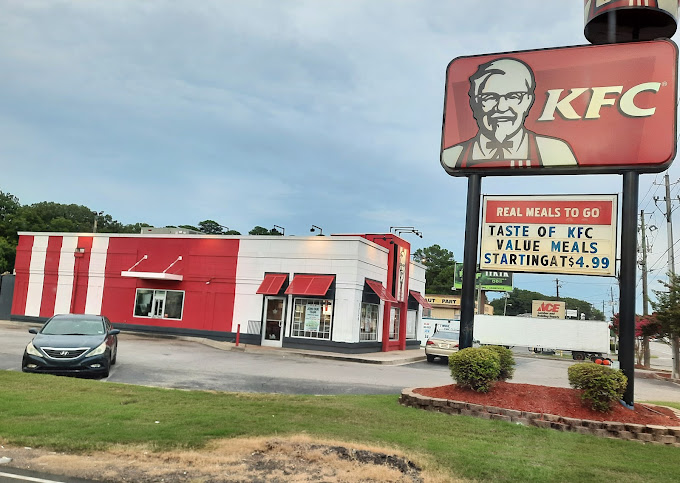 KFC
REAL MEALS TO GO
TASTE OF KFC
VALUE MEALS
STARTINGAT$4.99
ACE